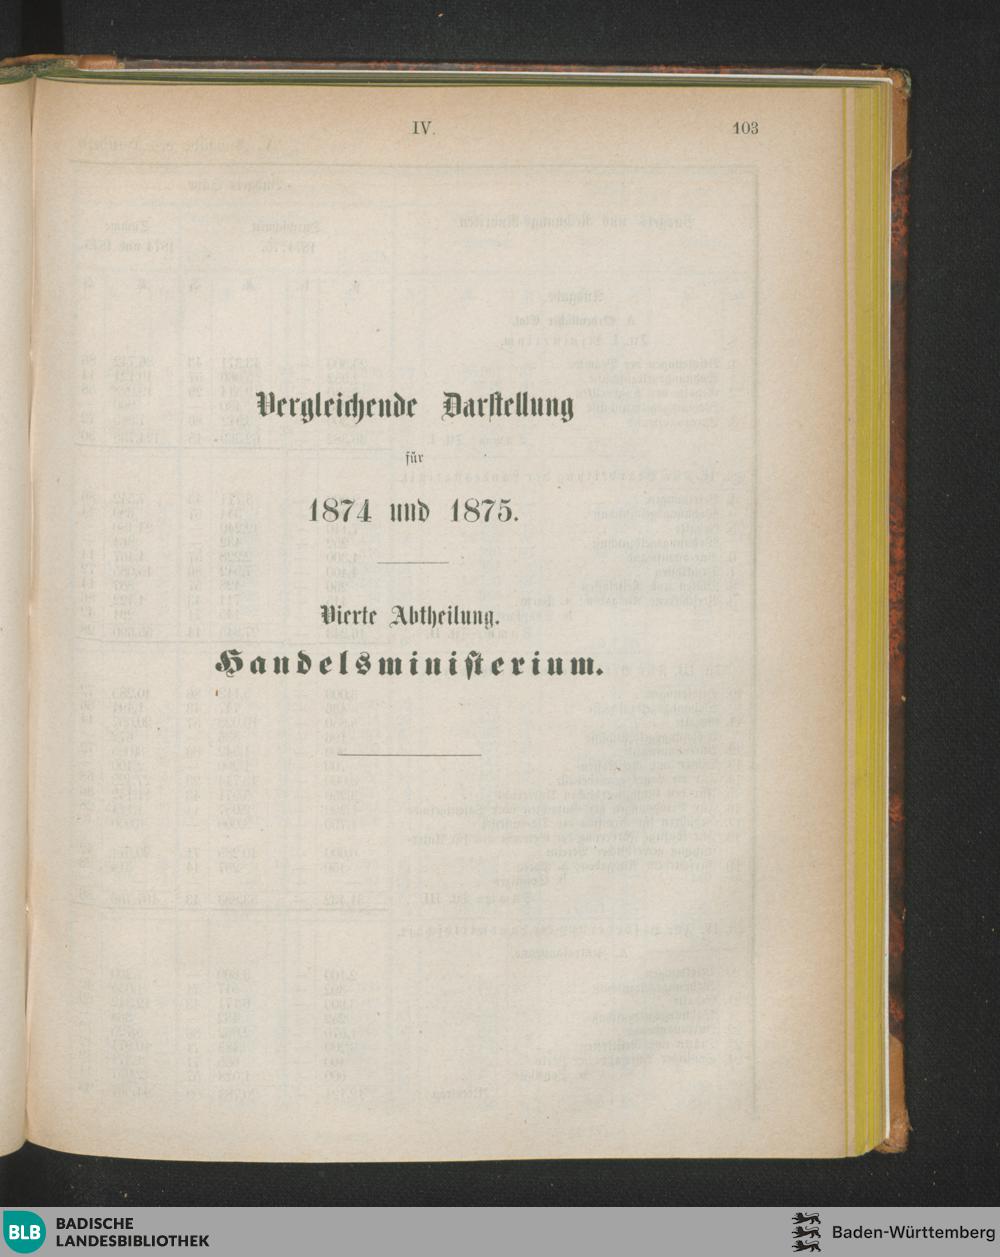 IV.
103
Vergleichende Darstellung
für
1874 und 1875.
Vierte Abtheilung.
Handelsministerium.
BLB
BADISCHE
LANDESBIBLIOTHEK
Baden-Württemberg